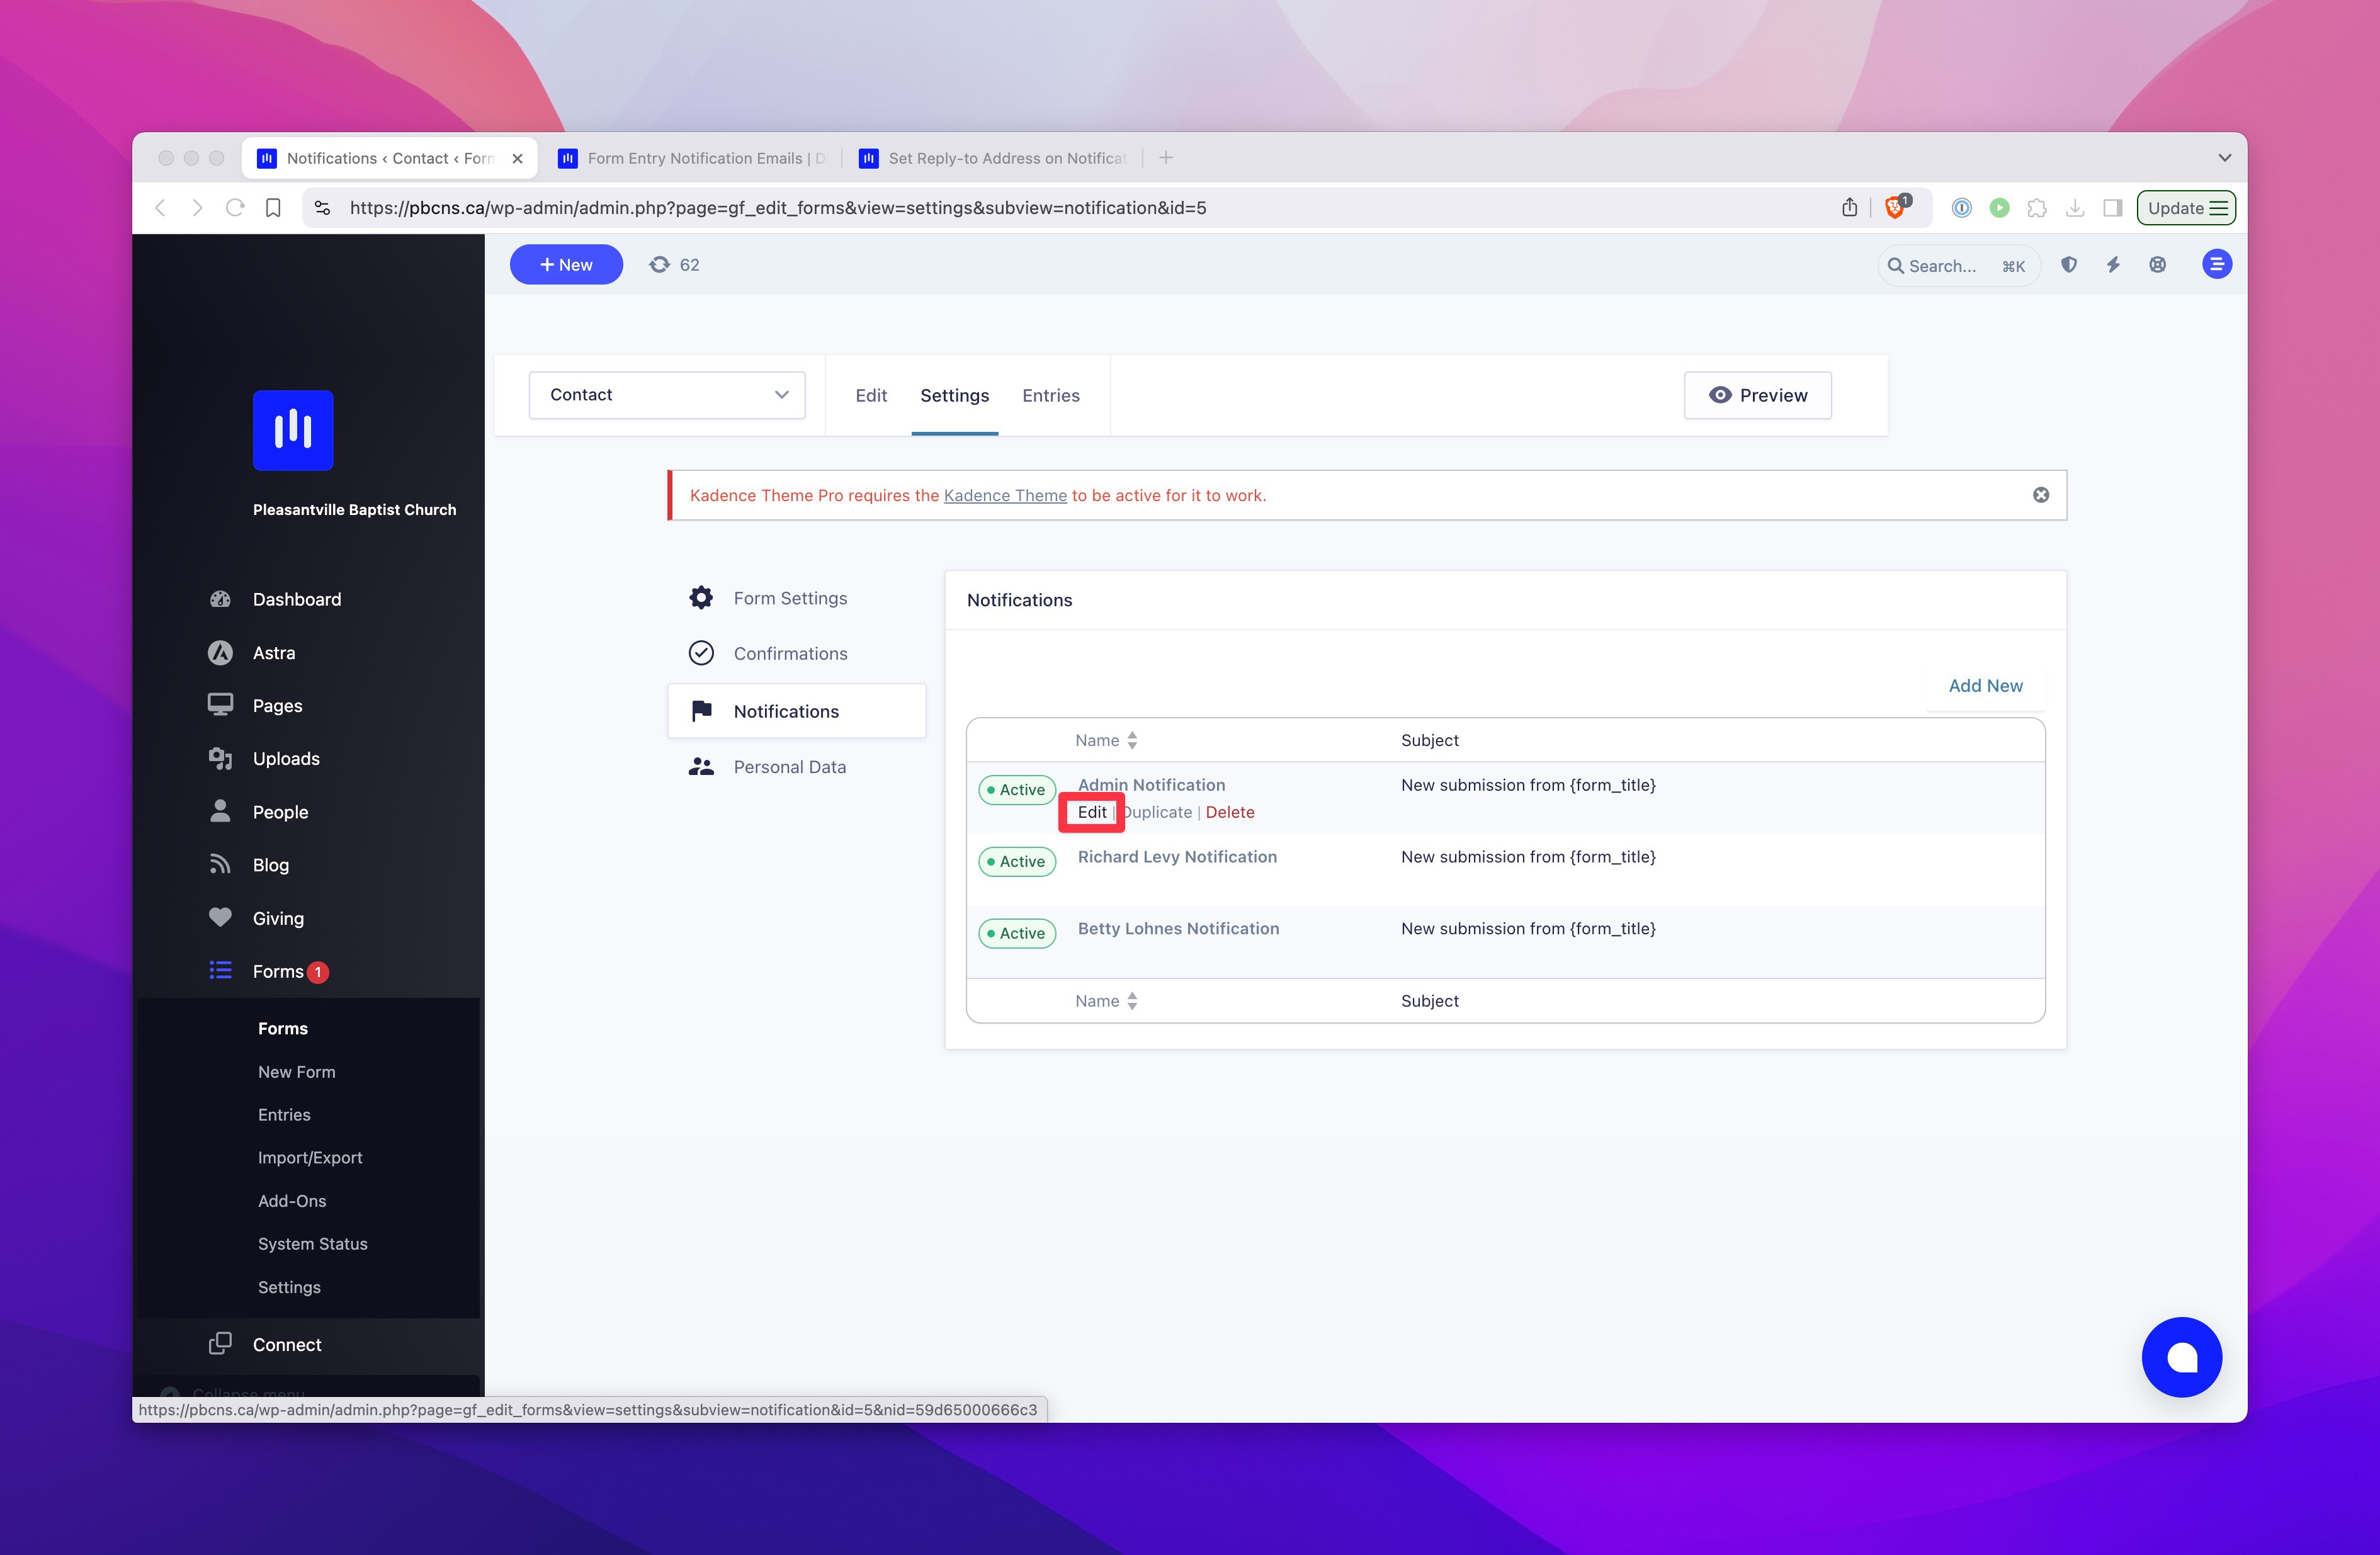 Notifications ‹ Contact ‹ Forn
Form Entry Notification Emails | D
Set Reply-to Address on Notificat
https://pbcns.ca/wp-admin/admin.php?page=gf_edit_forms&view=settings&subview=notification&id=5
1
Update
+ New
62
Search... ⌘K
Contact
Edit
Settings
Entries
Preview
Kadence Theme Pro requires the Kadence Theme to be active for it to work.
Pleasantville Baptist Church
Dashboard
Astra
Pages
Uploads
People
Blog
Giving
Forms 1
Forms
New Form
Entries
Import/Export
Add-Ons
System Status
Settings
Connect
Collapse menu
Form Settings
Confirmations
Notifications
Personal Data
Notifications
Add New
Name Subject
Active Admin Notification New submission from {form_title}
Edit | Duplicate | Delete
Active Richard Levy Notification New submission from {form_title}
Active Betty Lohnes Notification New submission from {form_title}
Name Subject
https://pbcns.ca/wp-admin/admin.php?page=gf_edit_forms&view=settings&subview=notification&id=5&nid=59d65000666c3